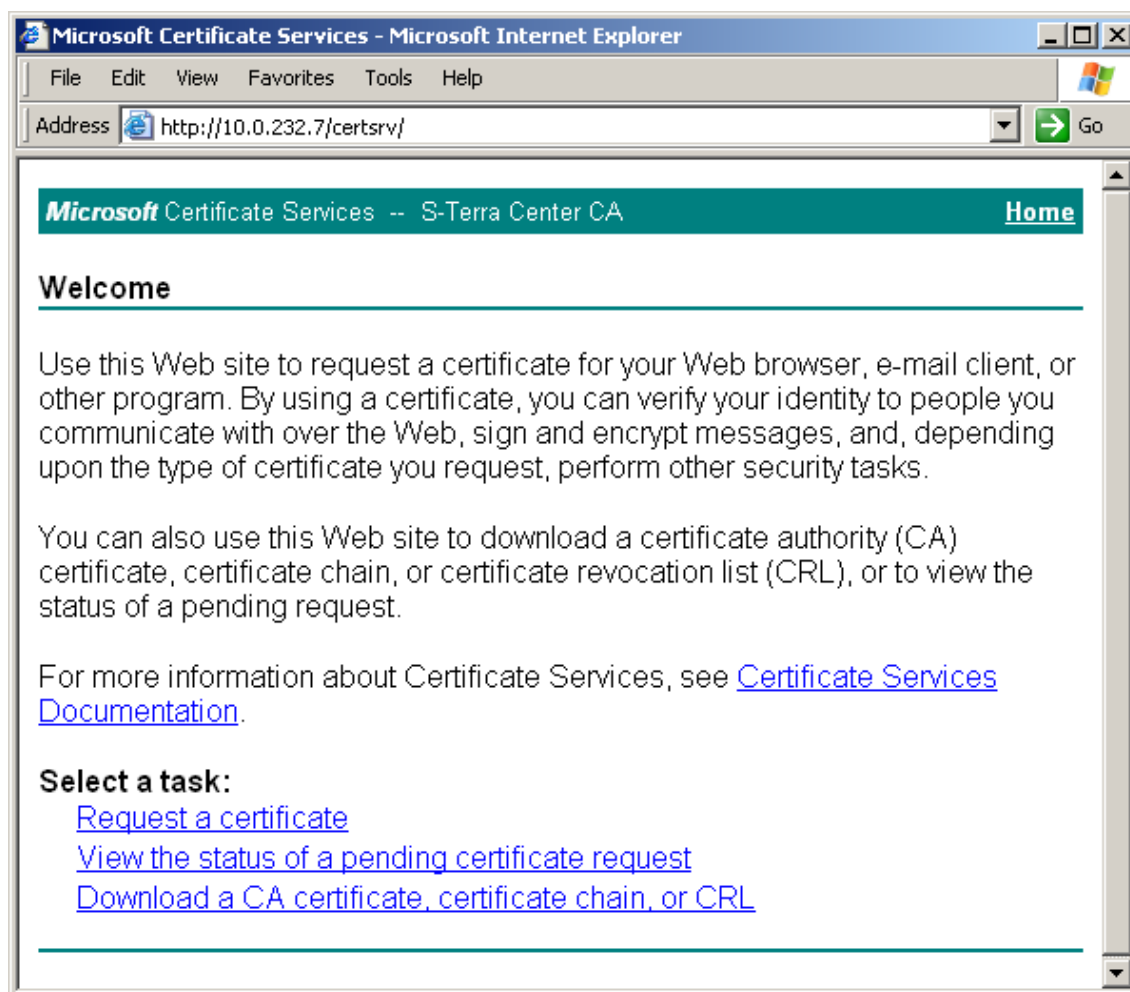 Microsoft Certificate Services - Microsoft Internet Explorer
File Edit View Favorites Tools Help
Address http://10.0.232.7/certsrv/ Go
Microsoft Certificate Services -- S-Terra Center CA Home
Welcome
Use this Web site to request a certificate for your Web browser, e-mail client, or
other program. By using a certificate, you can verify your identity to people you
communicate with over the Web, sign and encrypt messages, and, depending
upon the type of certificate you request, perform other security tasks.
You can also use this Web site to download a certificate authority (CA)
certificate, certificate chain, or certificate revocation list (CRL), or to view the
status of a pending request.
For more information about Certificate Services, see Certificate Services
Documentation.
Select a task:
Request a certificate
View the status of a pending certificate request
Download a CA certificate, certificate chain, or CRL